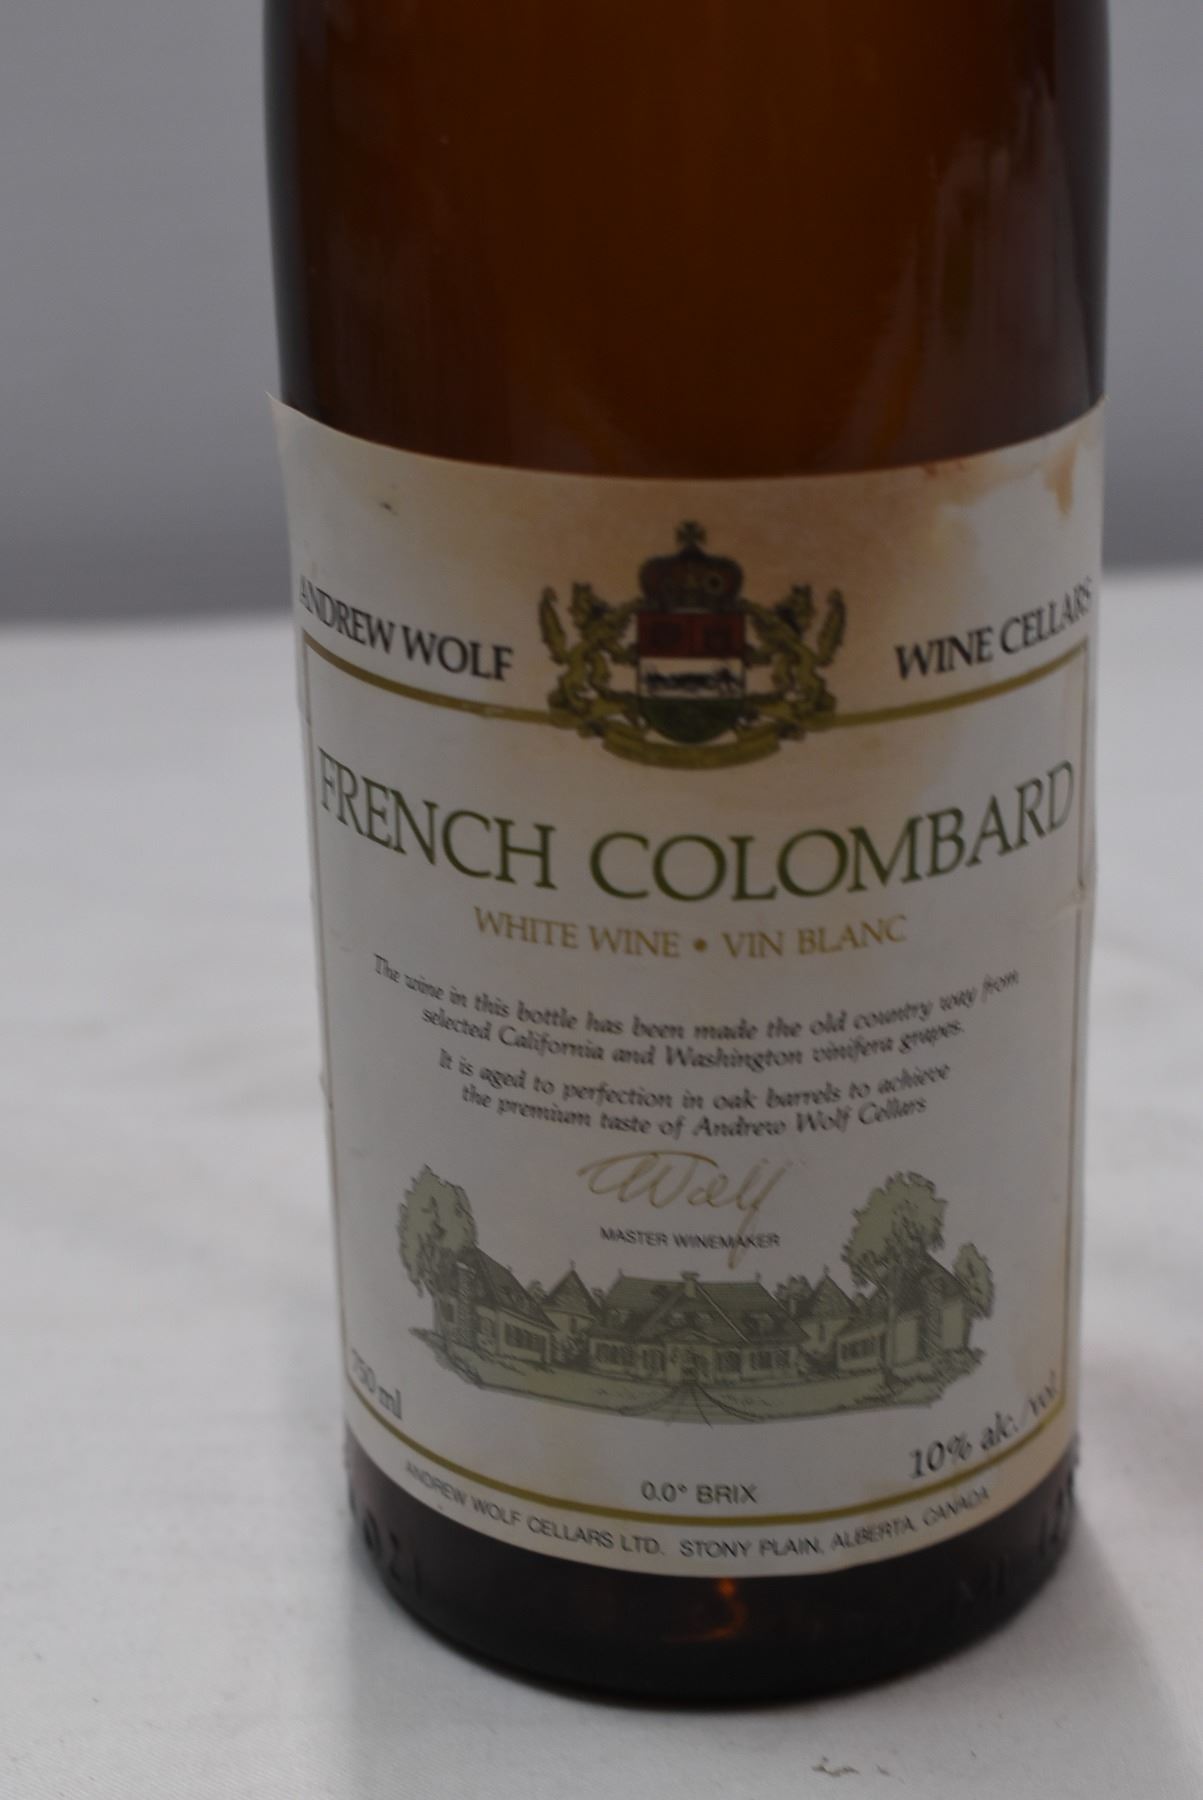 ANDREW WOLF WINE CELLARS
FRENCH COLOMBARD
WHITE WINE • VIN BLANC
The wine in this bottle has been made the old country way from
selected California and Washington vinifera grapes.
It is aged to perfection in oak barrels to achieve
the premium taste of Andrew Wolf Cellars
Wolf
MASTER WINEMAKER
750 ml
10% alc./vol.
0.0° BRIX
ANDREW WOLF CELLARS LTD. STONY PLAIN, ALBERTA, CANADA